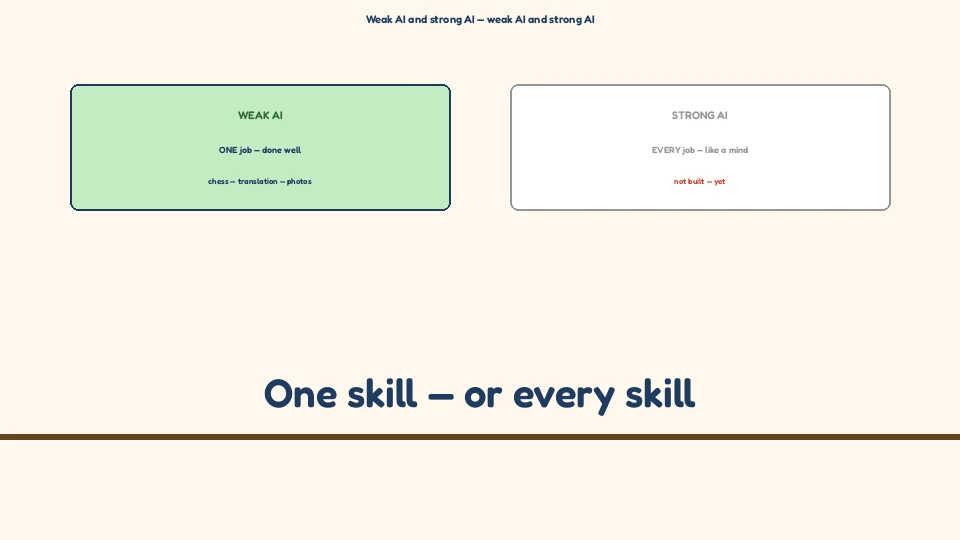 Weak AI and strong AI — weak AI and strong AI
WEAK AI
ONE job — done well
chess — translation — photos
STRONG AI
EVERY job — like a mind
not built — yet
One skill — or every skill